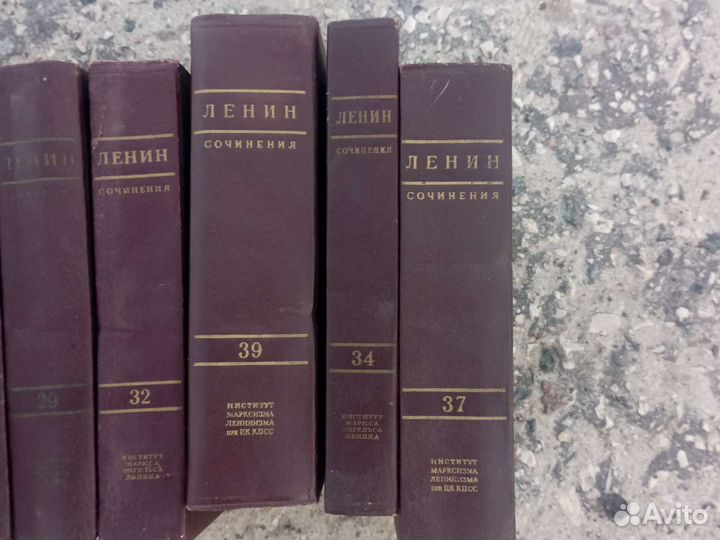 ЛЕНИН
29
ЛЕНИН
СОЧИНЕНИЯ
32
ИНСТИТУТ
МАРКСА
ЭНГЕЛЬСА
ЛЕНИНА
ЛЕНИН
СОЧИНЕНИЯ
39
ИНСТИТУТ
МАРКСИЗМА
ЛЕНИНИЗМА
ПРИ ЦК КПСС
ЛЕНИН
СОЧИНЕНИЯ
34
ИНСТИТУТ
МАРКСА
ЭНГЕЛЬСА
ЛЕНИНА
ЛЕНИН
СОЧИНЕНИЯ
37
ИНСТИТУТ
МАРКСИЗМА
ЛЕНИНИЗМА
ПРИ ЦК КПСС
Avito